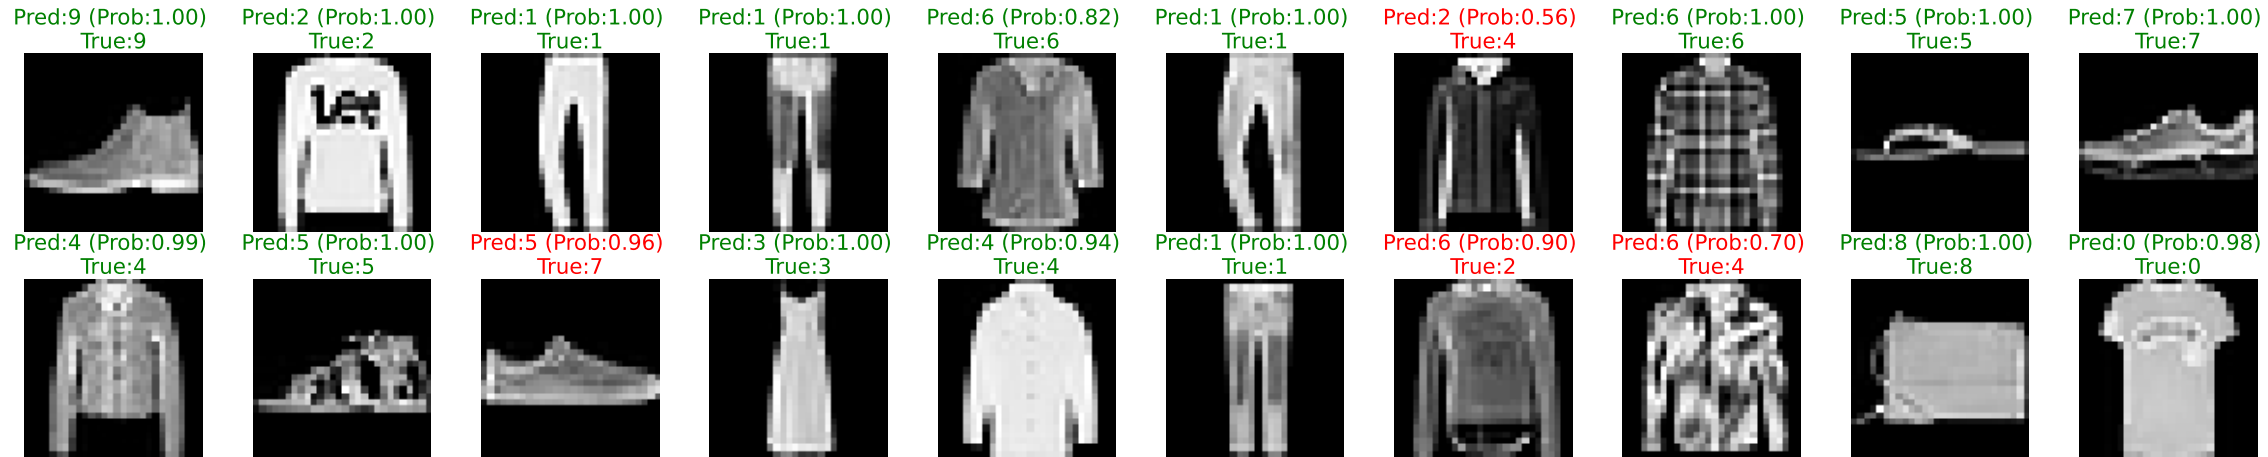 Pred:9 (Prob:1.00) Pred:2 (Prob:1.00) Pred:1 (Prob:1.00) Pred:1 (Prob:1.00) Pred:6 (Prob:0.82) Pred:1 (Prob:1.00) Pred:2 (Prob:0.56) Pred:6 (Prob:1.00) Pred:5 (Prob:1.00) Pred:7 (Prob:1.00)
True:9 True:2 True:1 True:1 True:6 True:1 True:4 True:6 True:5 True:7
Lee
Pred:4 (Prob:0.99) Pred:5 (Prob:1.00) Pred:5 (Prob:0.96) Pred:3 (Prob:1.00) Pred:4 (Prob:0.94) Pred:1 (Prob:1.00) Pred:6 (Prob:0.90) Pred:6 (Prob:0.70) Pred:8 (Prob:1.00) Pred:0 (Prob:0.98)
True:4 True:5 True:7 True:3 True:4 True:1 True:2 True:4 True:8 True:0